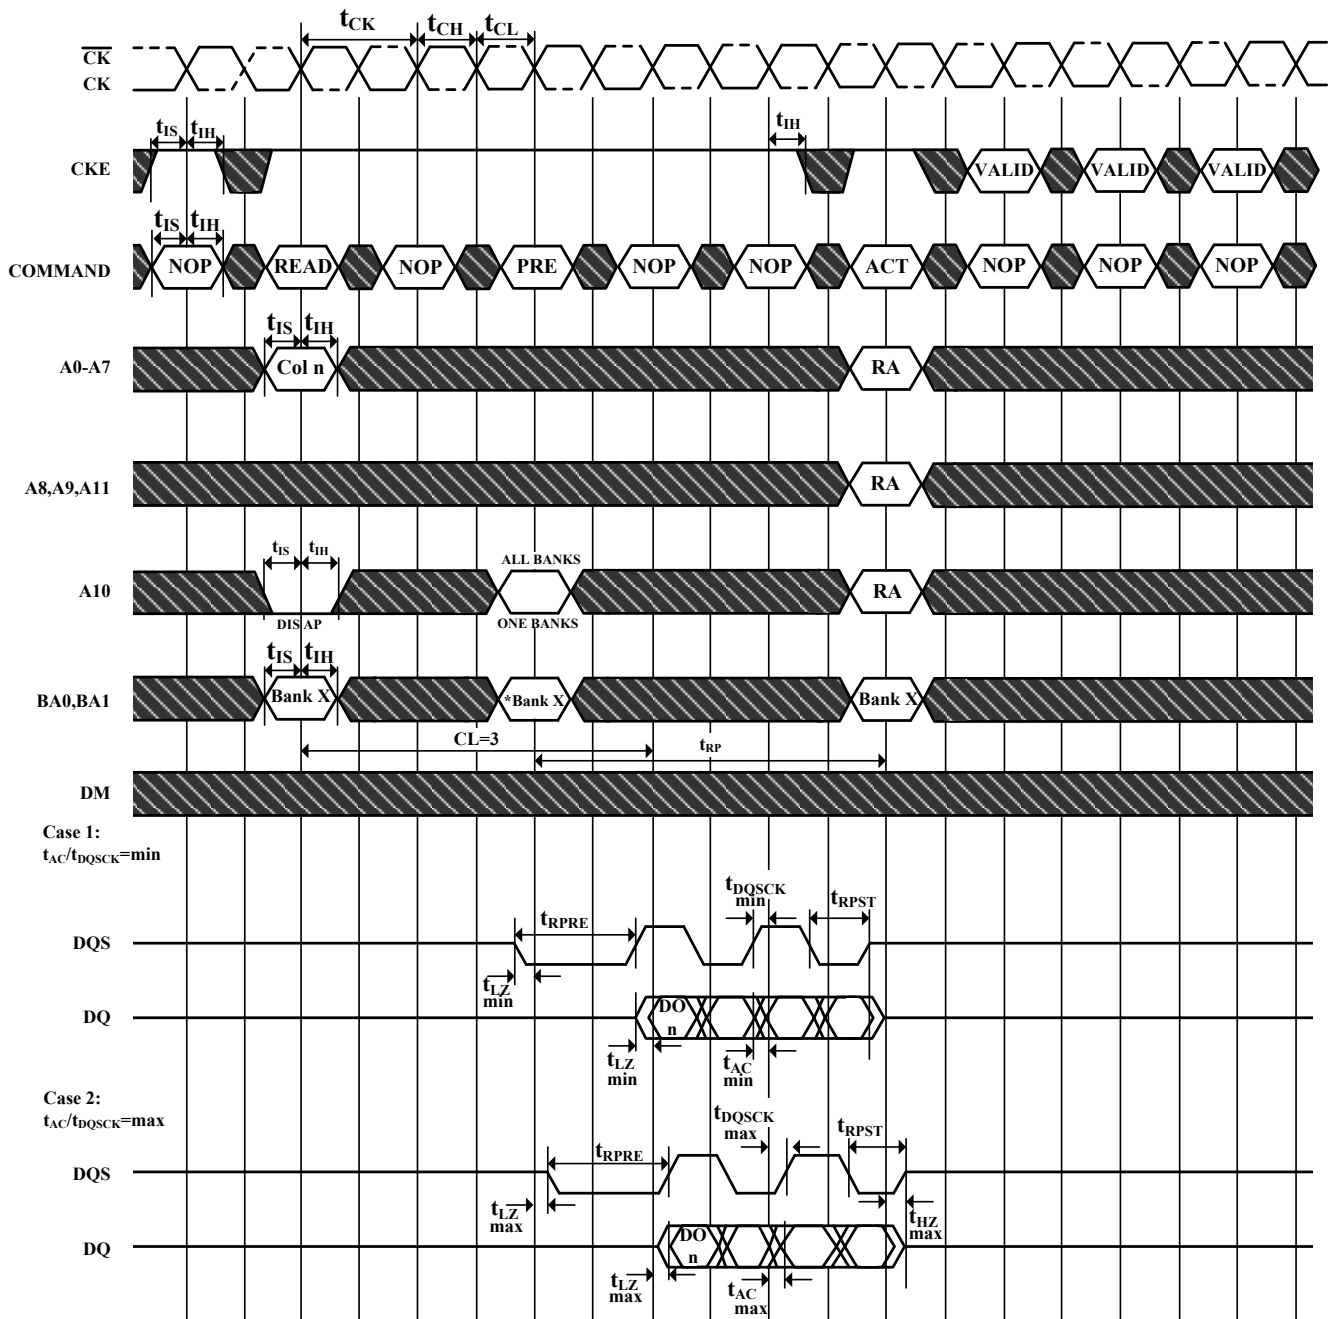 tCK tCH tCL
CK
CK
tIS tIH tIH
CKE VALID VALID VALID
tIS tIH
COMMAND NOP READ NOP PRE NOP NOP ACT NOP NOP NOP
tIS tIH
A0-A7 Col n RA
A8,A9,A11 RA
tIS tIH ALL BANKS
A10 RA
DIS AP ONE BANKS
tIS tIH
BA0,BA1 Bank X *Bank X Bank X
CL=3 tRP
DM
Case 1:
tAC/tDQSCK=min
tDQSCK
min
tRPRE tRPST
DQS
tLZ
min
DQ DO
n
tLZ
min
tAC
min
Case 2:
tAC/tDQSCK=max
tDQSCK
max
tRPRE tRPST
DQS
tLZ
max
tHZ
max
DQ DO
n
tLZ
max
tAC
max